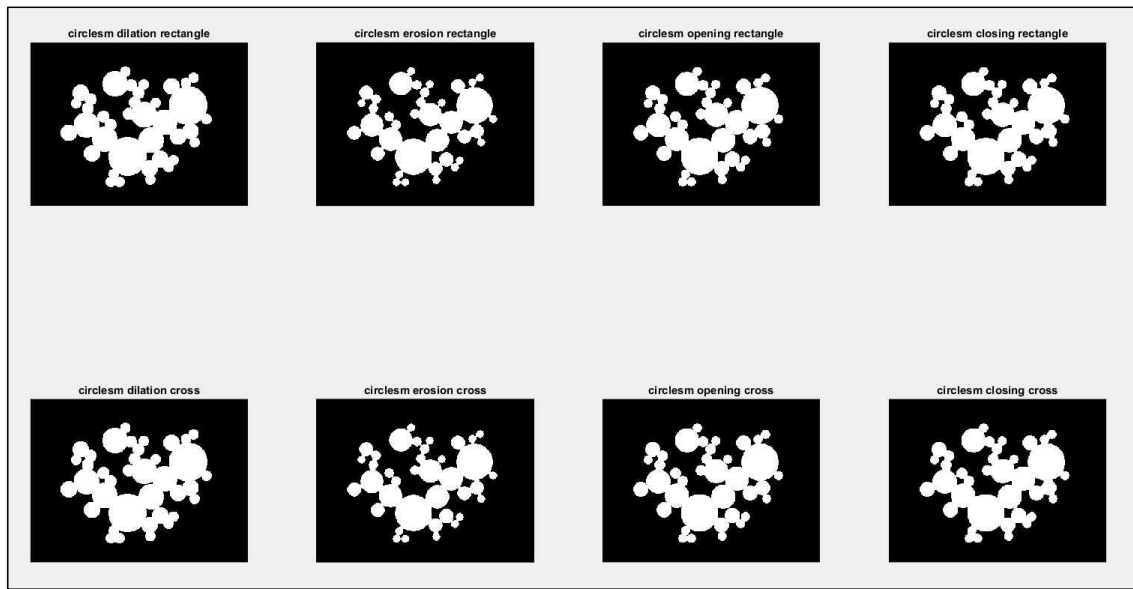 circlesm dilation rectangle
circlesm erosion rectangle
circlesm opening rectangle
circlesm closing rectangle
circlesm dilation cross
circlesm erosion cross
circlesm opening cross
circlesm closing cross